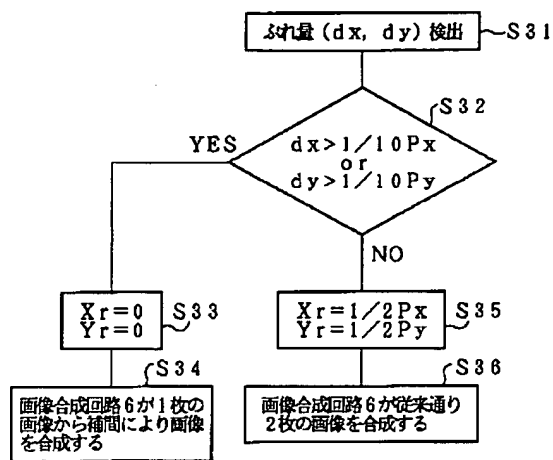 ぶれ量(dx, dy)検出
S31
S32
YES
dx>1/10Px
or
dy>1/10Py
NO
Xr=0
Yr=0
S33
Xr=1/2Px
Yr=1/2Py
S35
S34
S36
画像合成回路6が1枚の
画像から補間により画像
を合成する
画像合成回路6が従来通り
2枚の画像を合成する